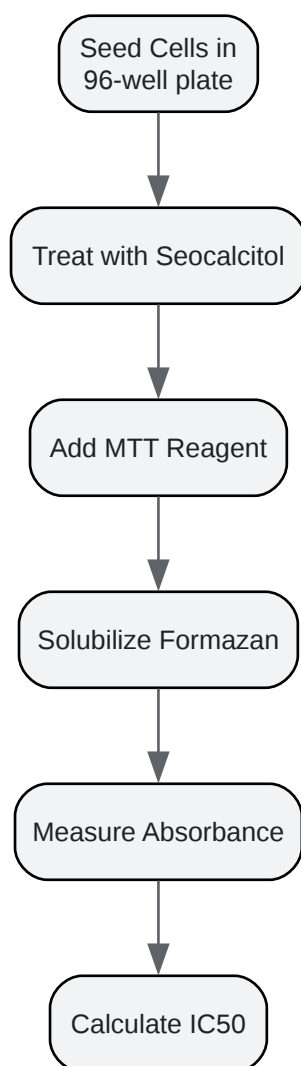 Seed Cells in
96-well plate
Treat with Seocalcitol
Add MTT Reagent
Solubilize Formazan
Measure Absorbance
Calculate IC50